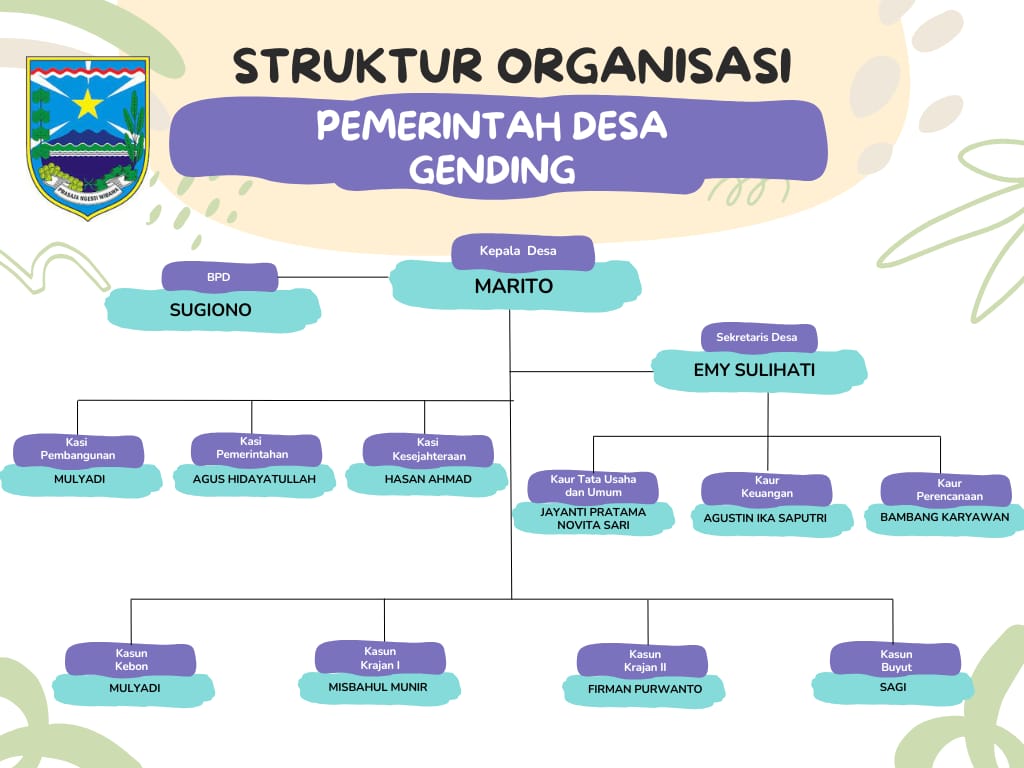 STRUKTUR ORGANISASI
PEMERINTAH DESA
GENDING
PRASAJA NGESTI WIBAWA
Kepala Desa
MARITO
BPD
SUGIONO
Sekretaris Desa
EMY SULIHATI
Kasi
Pembangunan
MULYADI
Kasi
Pemerintahan
AGUS HIDAYATULLAH
Kasi
Kesejahteraan
HASAN AHMAD
Kaur Tata Usaha
dan Umum
JAYANTI PRATAMA
NOVITA SARI
Kaur
Keuangan
AGUSTIN IKA SAPUTRI
Kaur
Perencanaan
BAMBANG KARYAWAN
Kasun
Kebon
MULYADI
Kasun
Krajan I
MISBAHUL MUNIR
Kasun
Krajan II
FIRMAN PURWANTO
Kasun
Buyut
SAGI